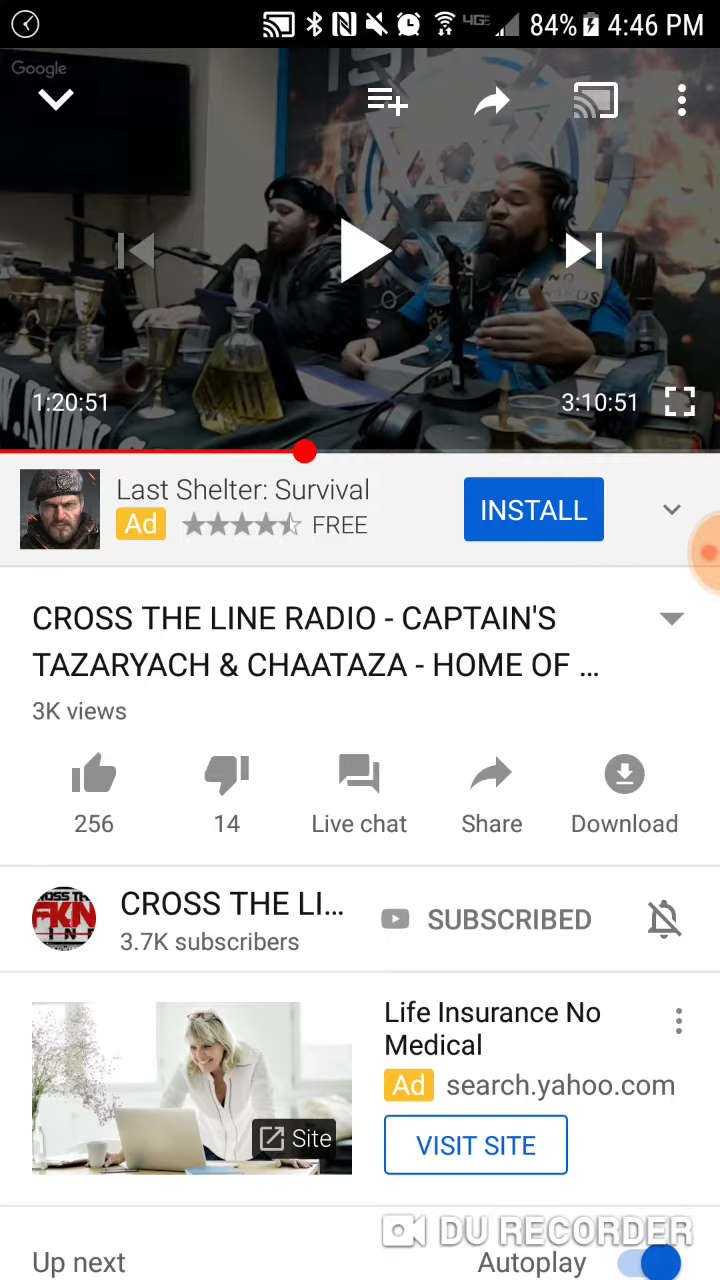 84% 4:46 PM
Google
1:20:51
3:10:51
Last Shelter: Survival
Ad
FREE
INSTALL
CROSS THE LINE RADIO - CAPTAIN'S
TAZARYACH & CHAATAZA - HOME OF ...
3K views
256
14
Live chat
Share
Download
CROSS THE LI...
3.7K subscribers
SUBSCRIBED
Life Insurance No
Medical
Ad search.yahoo.com
Site
VISIT SITE
DU RECORDER
Up next
Autoplay